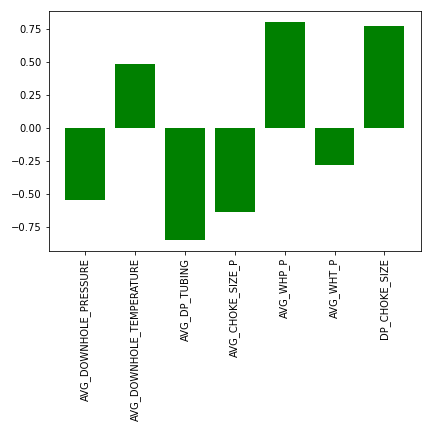 0.75
0.50
0.25
0.00
−0.25
−0.50
−0.75
AVG_DOWNHOLE_PRESSURE
AVG_DOWNHOLE_TEMPERATURE
AVG_DP_TUBING
AVG_CHOKE_SIZE_P
AVG_WHP_P
AVG_WHT_P
DP_CHOKE_SIZE